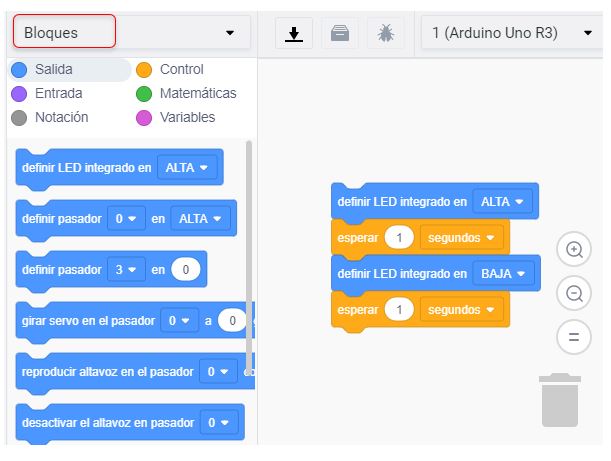 Bloques
1 (Arduino Uno R3)
Salida
Control
Entrada
Matemáticas
Notación
Variables
definir LED integrado en ALTA
definir pasador 0 en ALTA
definir pasador 3 en 0
girar servo en el pasador 0 a 0
reproducir altavoz en el pasador 0
desactivar el altavoz en pasador 0
definir LED integrado en ALTA
esperar 1 segundos
definir LED integrado en BAJA
esperar 1 segundos